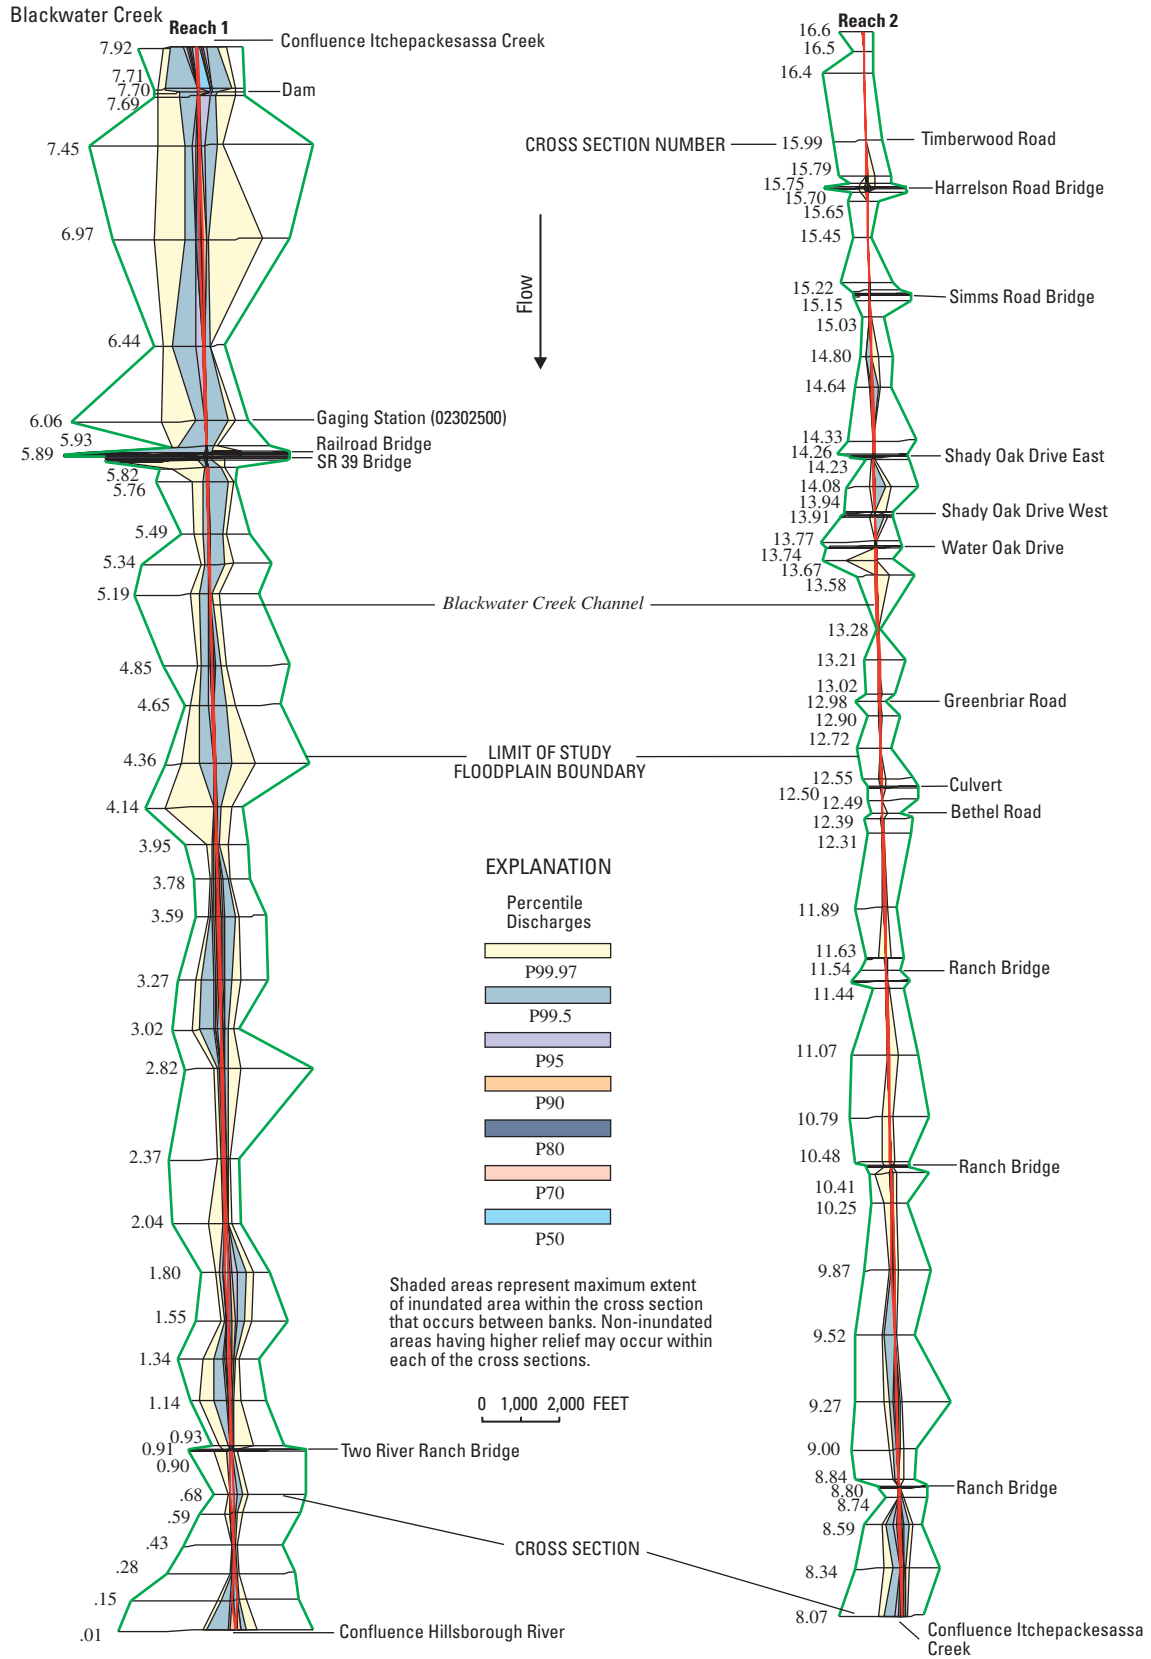 Blackwater Creek
Reach 1
Confluence Itchepackesassa Creek
7.92
7.71
7.70
Dam
7.69
7.45
6.97
6.44
6.06
Gaging Station (02302500)
5.93
Railroad Bridge
5.89
SR 39 Bridge
5.82
5.76
5.49
5.34
5.19
4.85
4.65
4.36
4.14
3.95
3.78
3.59
3.27
3.02
2.82
2.37
2.04
1.80
1.55
1.34
1.14
0.93
0.91
Two River Ranch Bridge
0.90
.68
.59
.43
.28
.15
.01
Confluence Hillsborough River
CROSS SECTION NUMBER
Flow
Blackwater Creek Channel
LIMIT OF STUDY
FLOODPLAIN BOUNDARY
EXPLANATION
Percentile
Discharges
P99.97
P99.5
P95
P90
P80
P70
P50
Shaded areas represent maximum extent
of inundated area within the cross section
that occurs between banks. Non-inundated
areas having higher relief may occur within
each of the cross sections.
0 1,000 2,000 FEET
CROSS SECTION
Reach 2
16.6
16.5
16.4
15.99
Timberwood Road
15.79
15.75
Harrelson Road Bridge
15.70
15.65
15.45
15.22
Simms Road Bridge
15.15
15.03
14.80
14.64
14.33
14.26
Shady Oak Drive East
14.23
14.08
13.94
Shady Oak Drive West
13.91
13.77
Water Oak Drive
13.74
13.67
13.58
13.28
13.21
13.02
12.98
Greenbriar Road
12.90
12.72
12.55
Culvert
12.50
12.49
Bethel Road
12.39
12.31
11.89
11.63
11.54
Ranch Bridge
11.44
11.07
10.79
10.48
Ranch Bridge
10.41
10.25
9.87
9.52
9.27
9.00
8.84
8.80
Ranch Bridge
8.74
8.59
8.34
8.07
Confluence Itchepackesassa
Creek